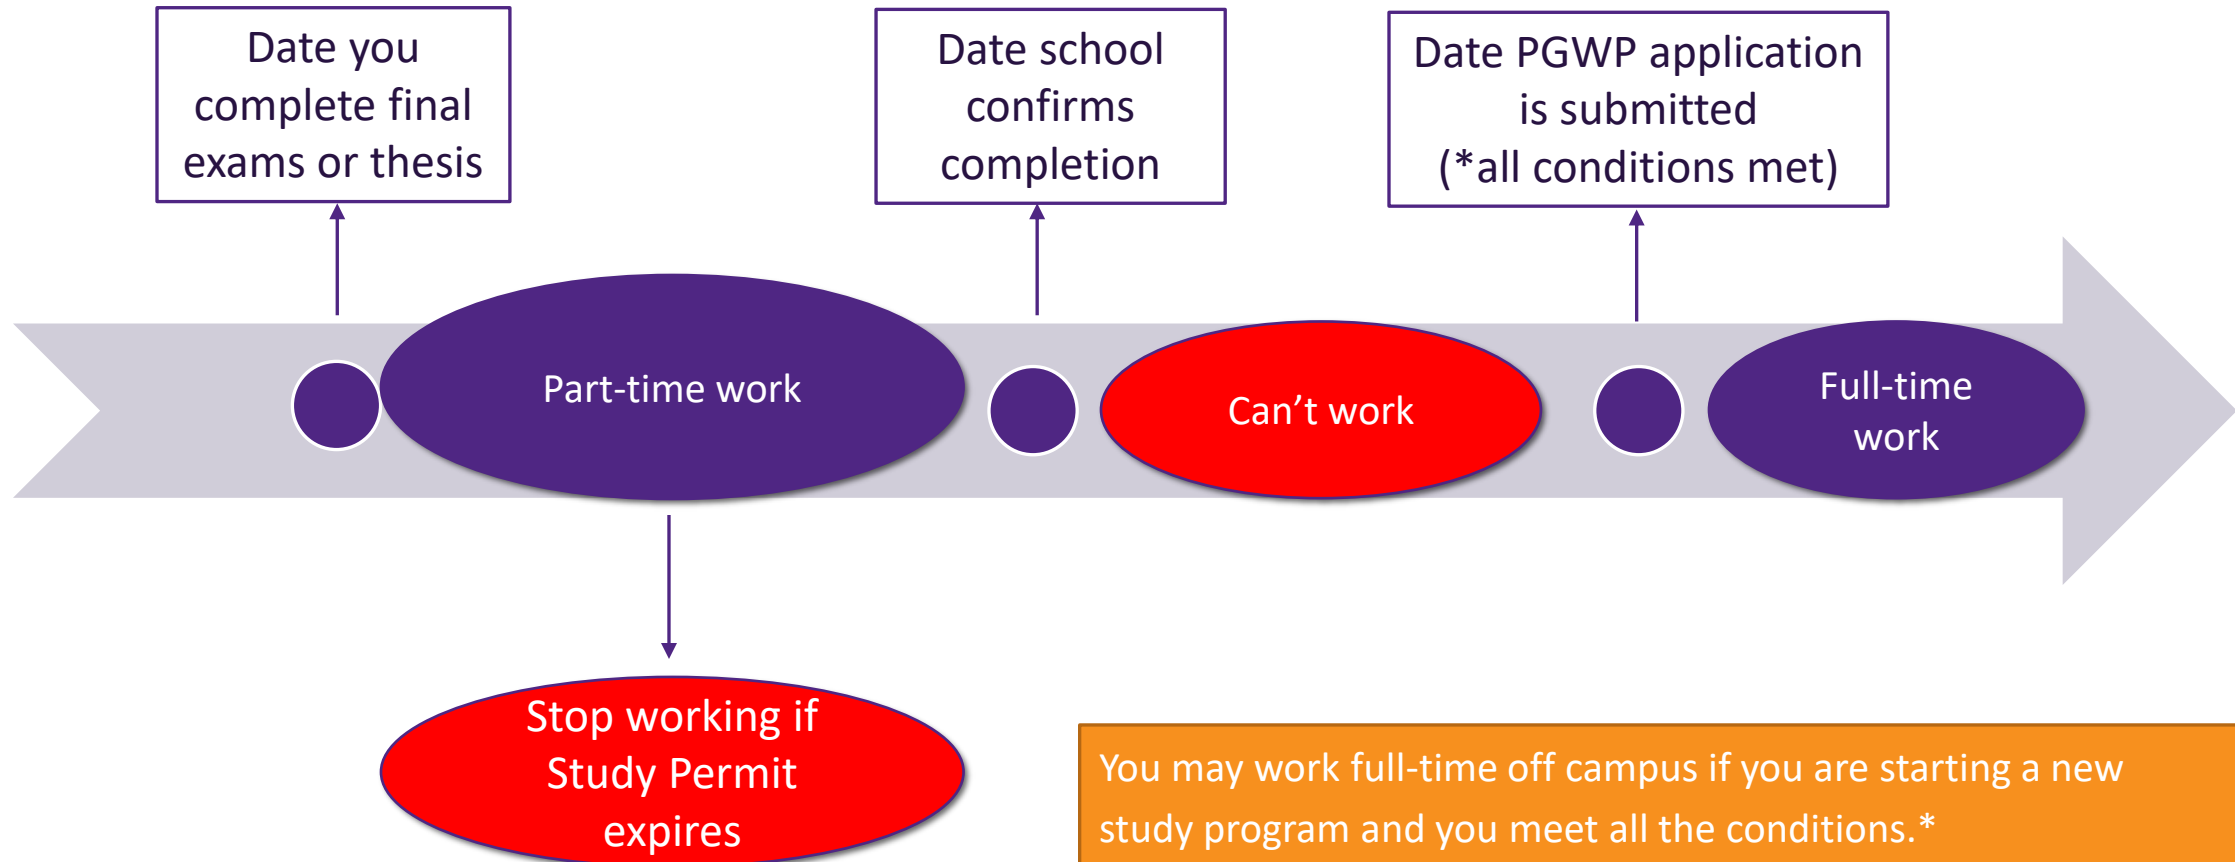 Date you
complete final
exams or thesis
Date school
confirms
completion
Date PGWP application
is submitted
(*all conditions met)
Part-time work
Can’t work
Full-time
work
Stop working if
Study Permit
expires
You may work full-time off campus if you are starting a new
study program and you meet all the conditions.*